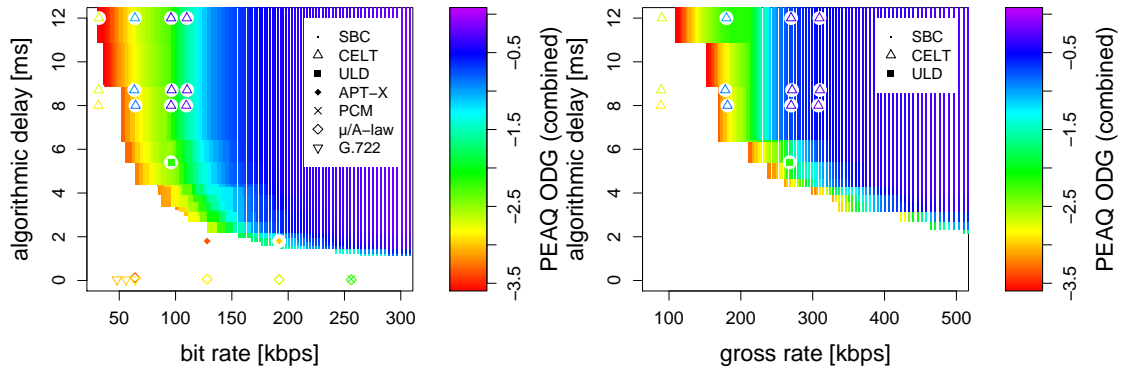 algorithmic delay [ms]
12
10
8
6
4
2
0
50
100
150
200
250
300
bit rate [kbps]
SBC
CELT
ULD
APT-X
PCM
μ/A-law
G.722
PEAQ ODG (combined)
−0.5
−1.5
−2.5
−3.5
algorithmic delay [ms]
12
10
8
6
4
2
0
100
200
300
400
500
gross rate [kbps]
SBC
CELT
ULD
PEAQ ODG (combined)
−0.5
−1.5
−2.5
−3.5